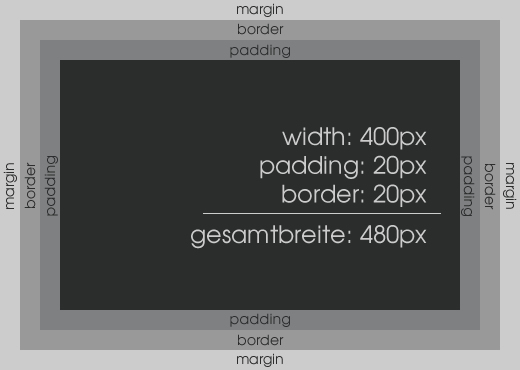 margin
border
padding
margin
border
padding
width: 400px
padding: 20px
border: 20px
gesamtbreite: 480px
padding
border
margin
padding
border
margin